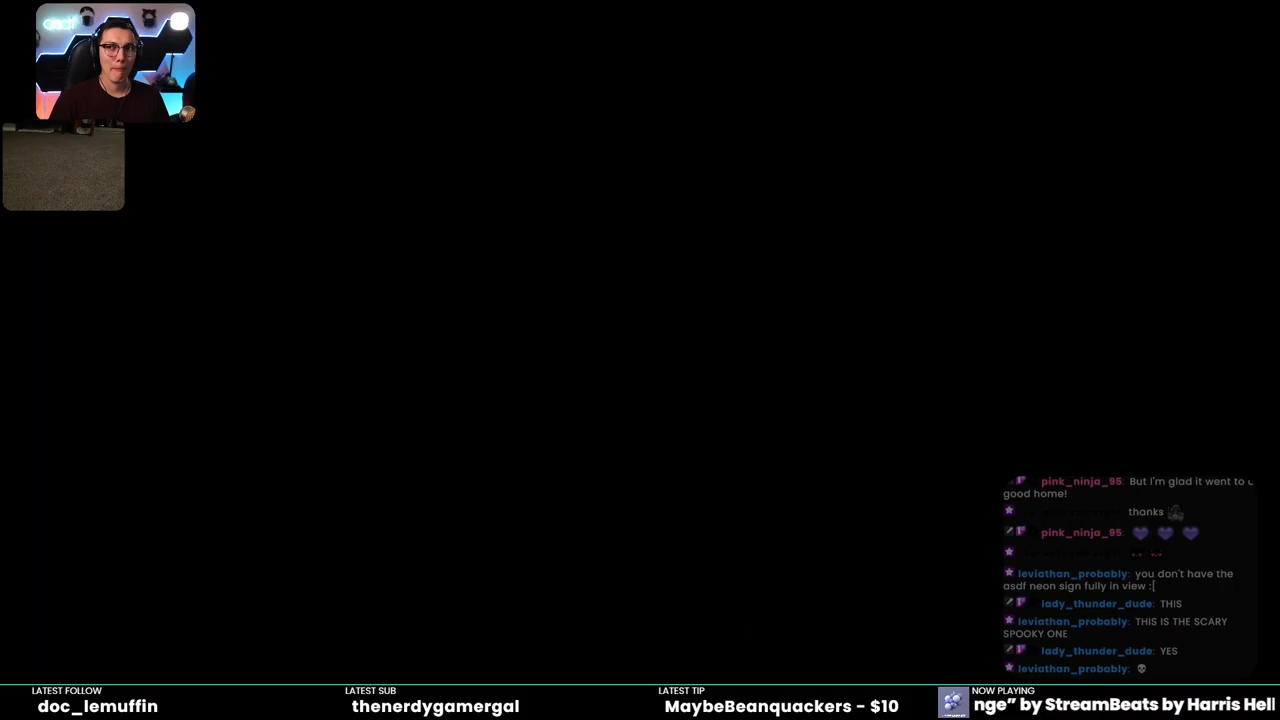 asdf
pink_ninja_95: But I'm glad it went to
good home!
thanks
pink_ninja_95:
leviathan_probably: you don't have the
asdf neon sign fully in view :[
lady_thunder_dude: THIS
leviathan_probably: THIS IS THE SCARY
SPOOKY ONE
lady_thunder_dude: YES
leviathan_probably:
LATEST FOLLOW
doc_lemuffin
LATEST SUB
thenerdygamergal
LATEST TIP
MaybeBeanquackers - $10
NOW PLAYING
nge” by StreamBeats by Harris Hell